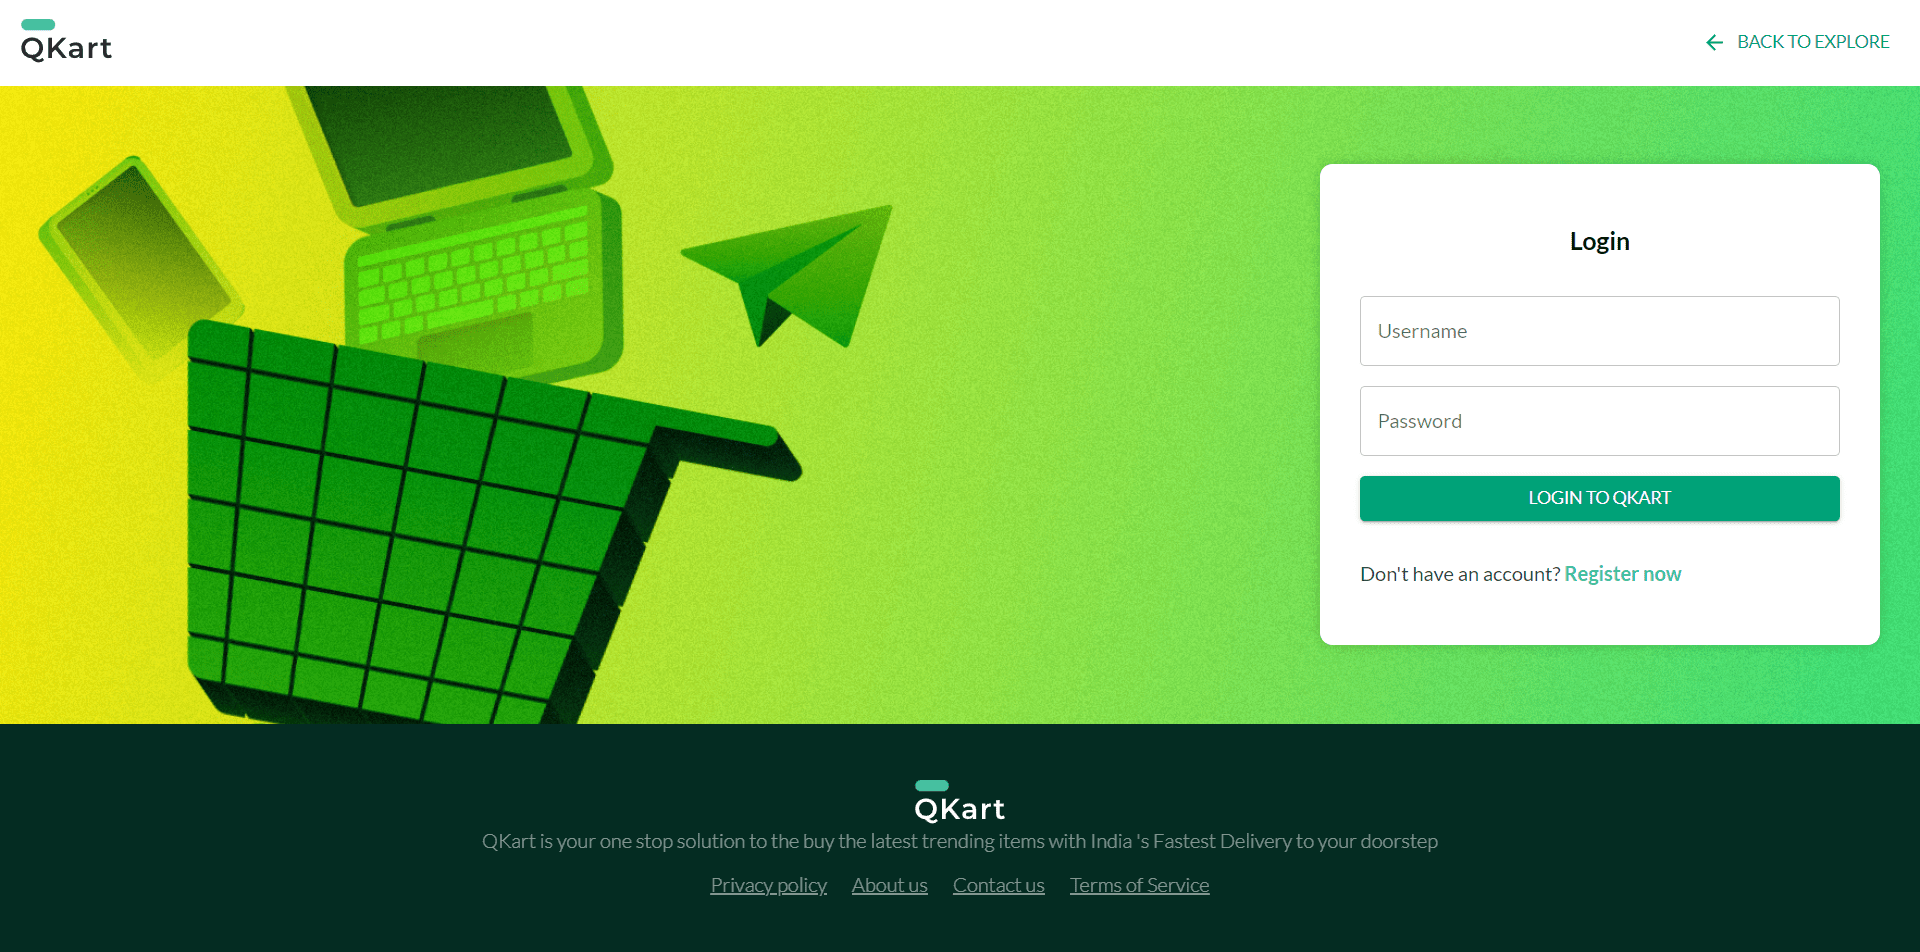 QKart
BACK TO EXPLORE
Login
Username
Password
LOGIN TO QKART
Don't have an account? Register now
QKart
QKart is your one stop solution to the buy the latest trending items with India 's Fastest Delivery to your doorstep
Privacy policy About us Contact us Terms of Service